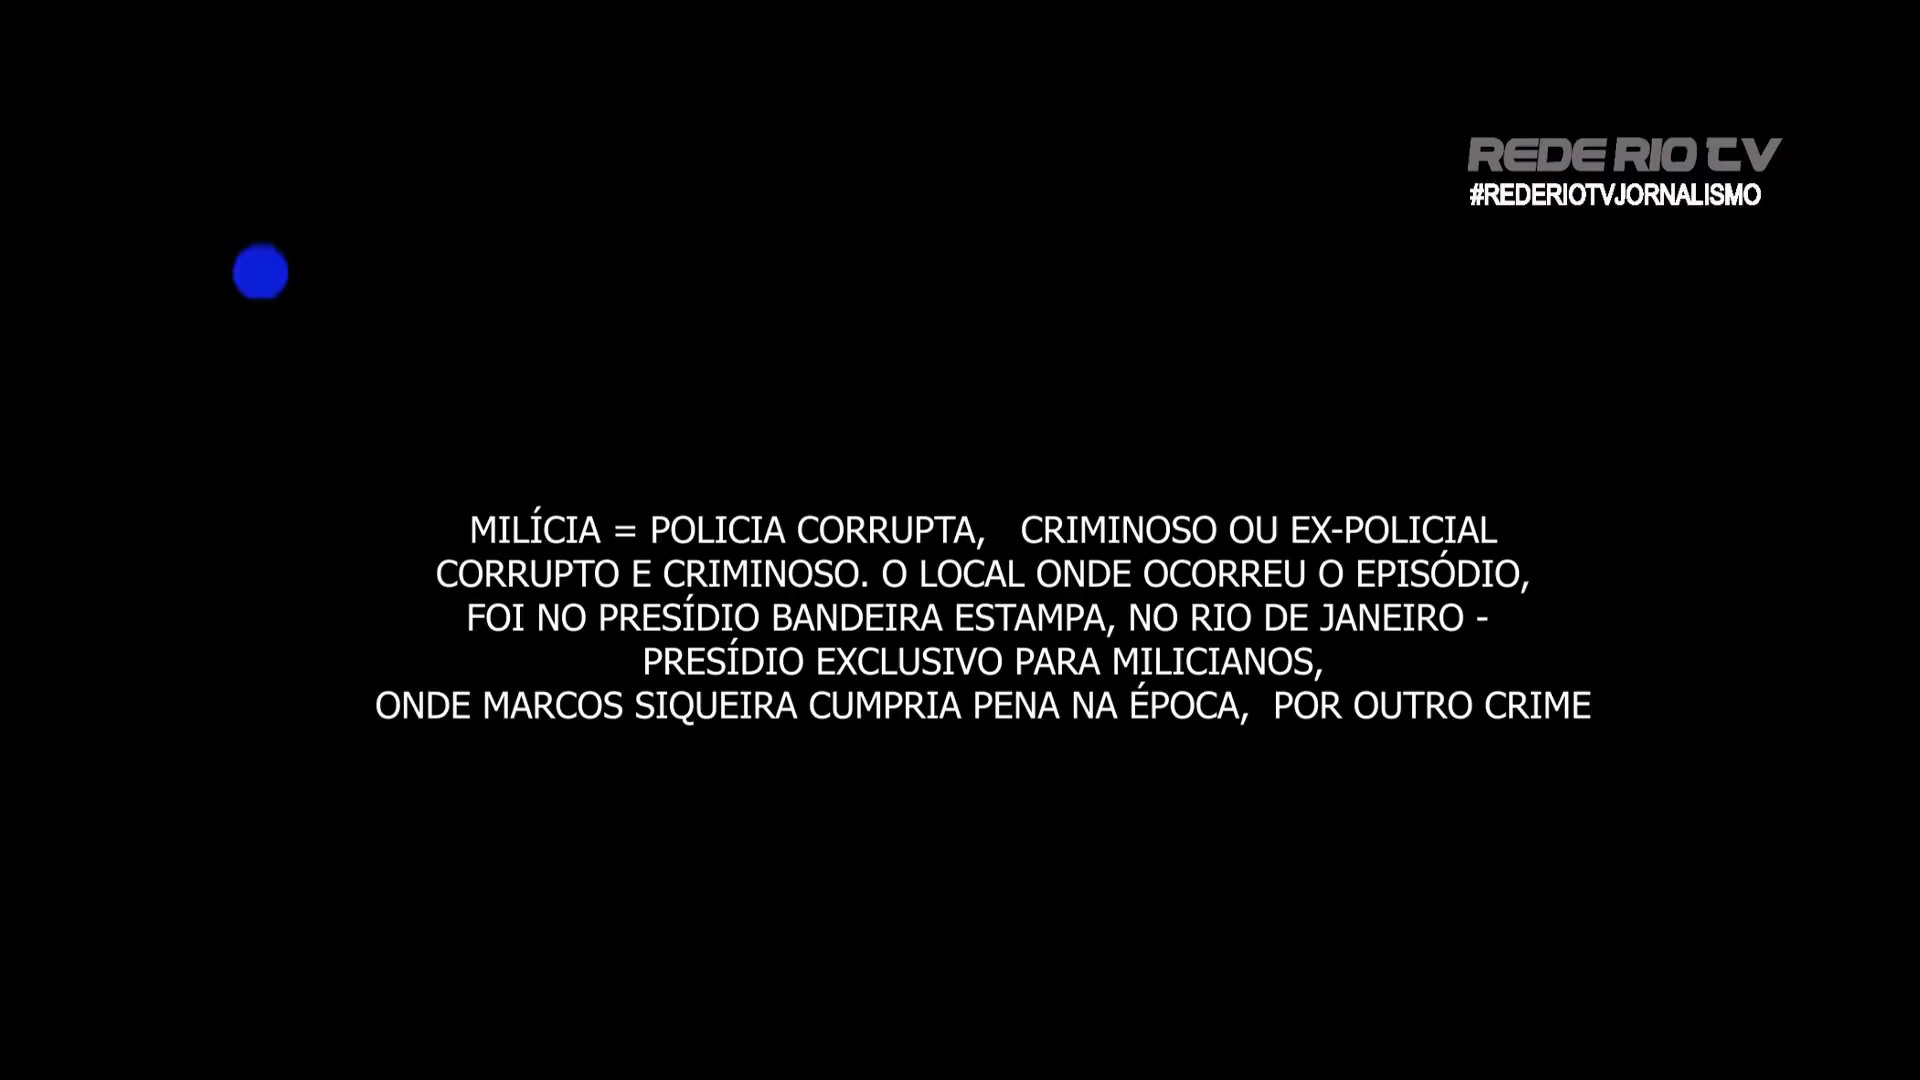 REDE RIO TV
#REDERIOTVJORNALISMO
MILÍCIA = POLICIA CORRUPTA,   CRIMINOSO OU EX-POLICIAL
CORRUPTO E CRIMINOSO. O LOCAL ONDE OCORREU O EPISÓDIO,
FOI NO PRESÍDIO BANDEIRA ESTAMPA, NO RIO DE JANEIRO -
PRESÍDIO EXCLUSIVO PARA MILICIANOS,
ONDE MARCOS SIQUEIRA CUMPRIA PENA NA ÉPOCA,  POR OUTRO CRIME